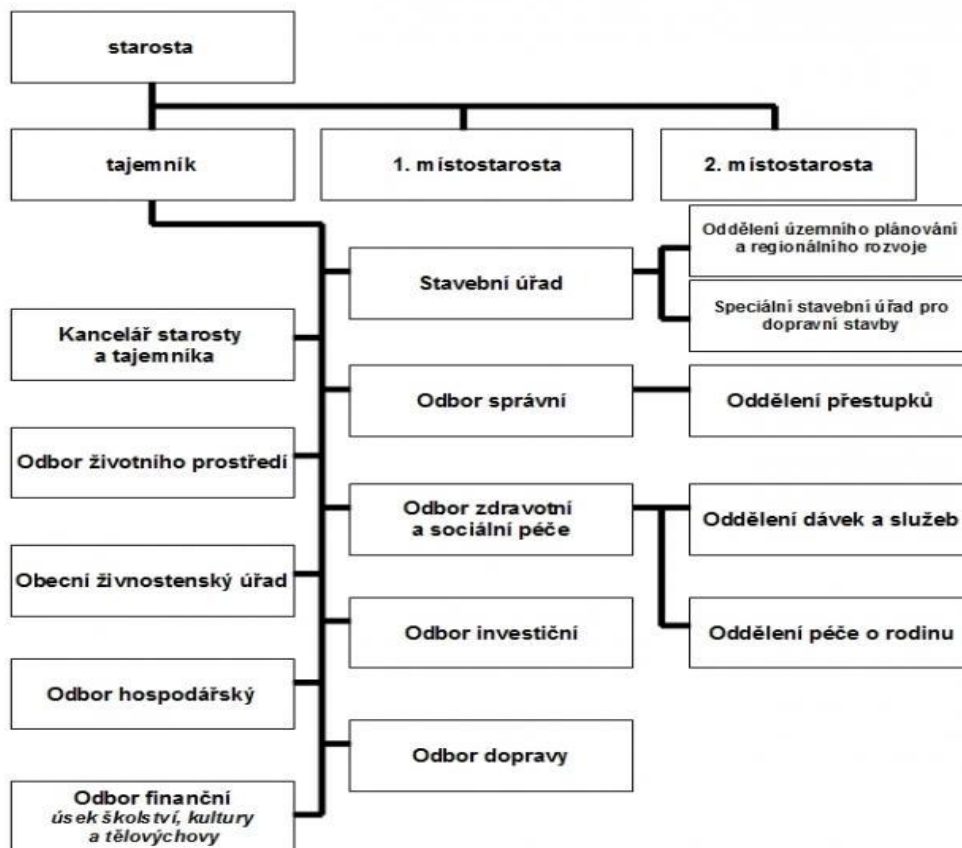 starosta
tajemník
1. místostarosta
2. místostarosta
Oddělení územního plánování
a regionálního rozvoje
Stavební úřad
Speciální stavební úřad pro
dopravní stavby
Kancelář starosty
a tajemníka
Odbor správní
Oddělení přestupků
Odbor životního prostředí
Odbor zdravotní
a sociální péče
Oddělení dávek a služeb
Obecní živnostenský úřad
Odbor investiční
Oddělení péče o rodinu
Odbor hospodářský
Odbor dopravy
Odbor finanční
úsek školství, kultury
a tělovýchovy